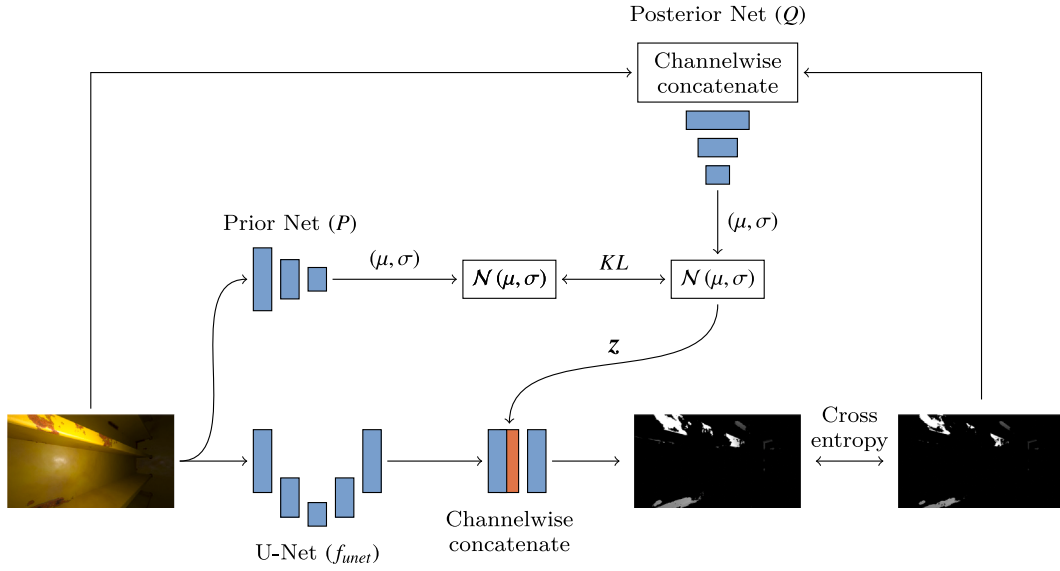 Posterior Net (Q)
Channelwise
concatenate
(μ, σ)
Prior Net (P)
(μ, σ)
𝒩(μ, σ)
KL
𝒩(μ, σ)
z
Cross
entropy
Channelwise
concatenate
U-Net (f_unet)